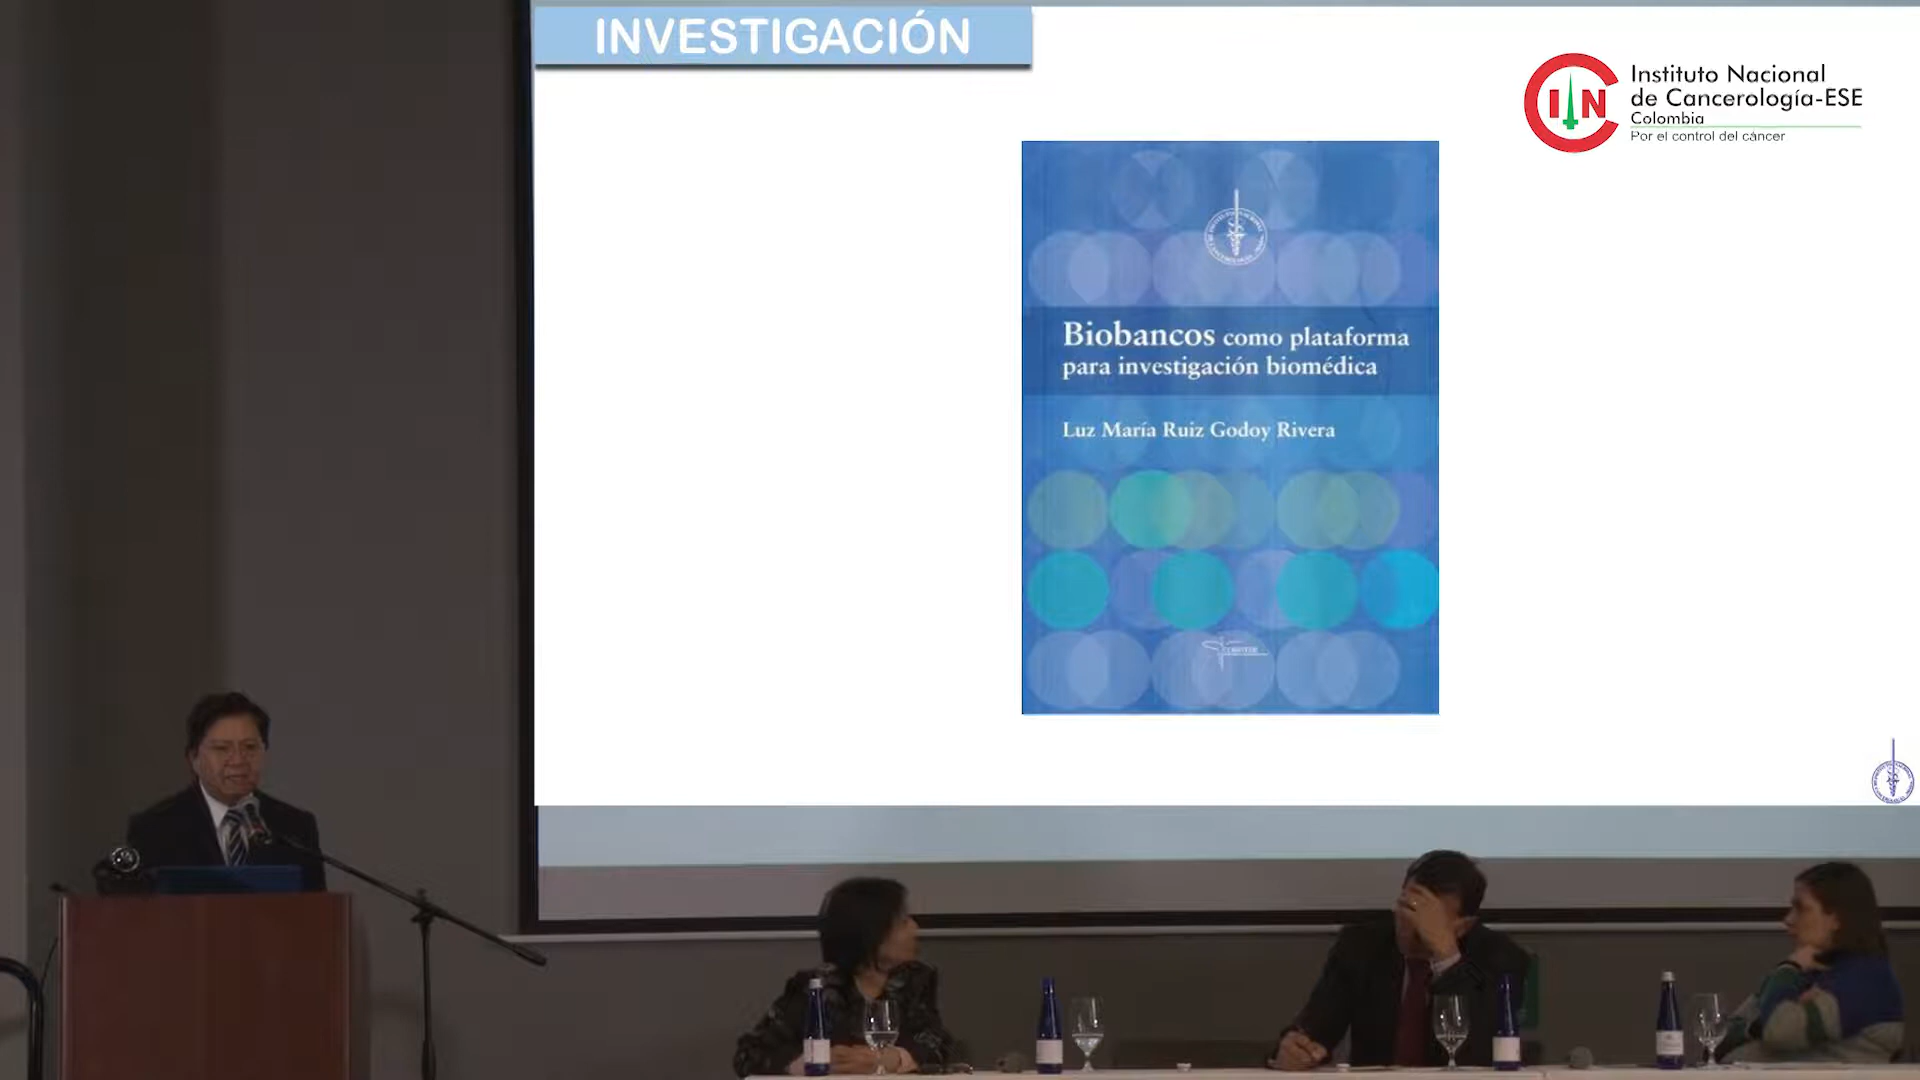 INVESTIGACIÓN
CIN
Instituto Nacional
de Cancerología-ESE
Colombia
Por el control del cáncer
Biobancos como plataforma
para investigación biomédica
Luz María Ruiz Godoy Rivera